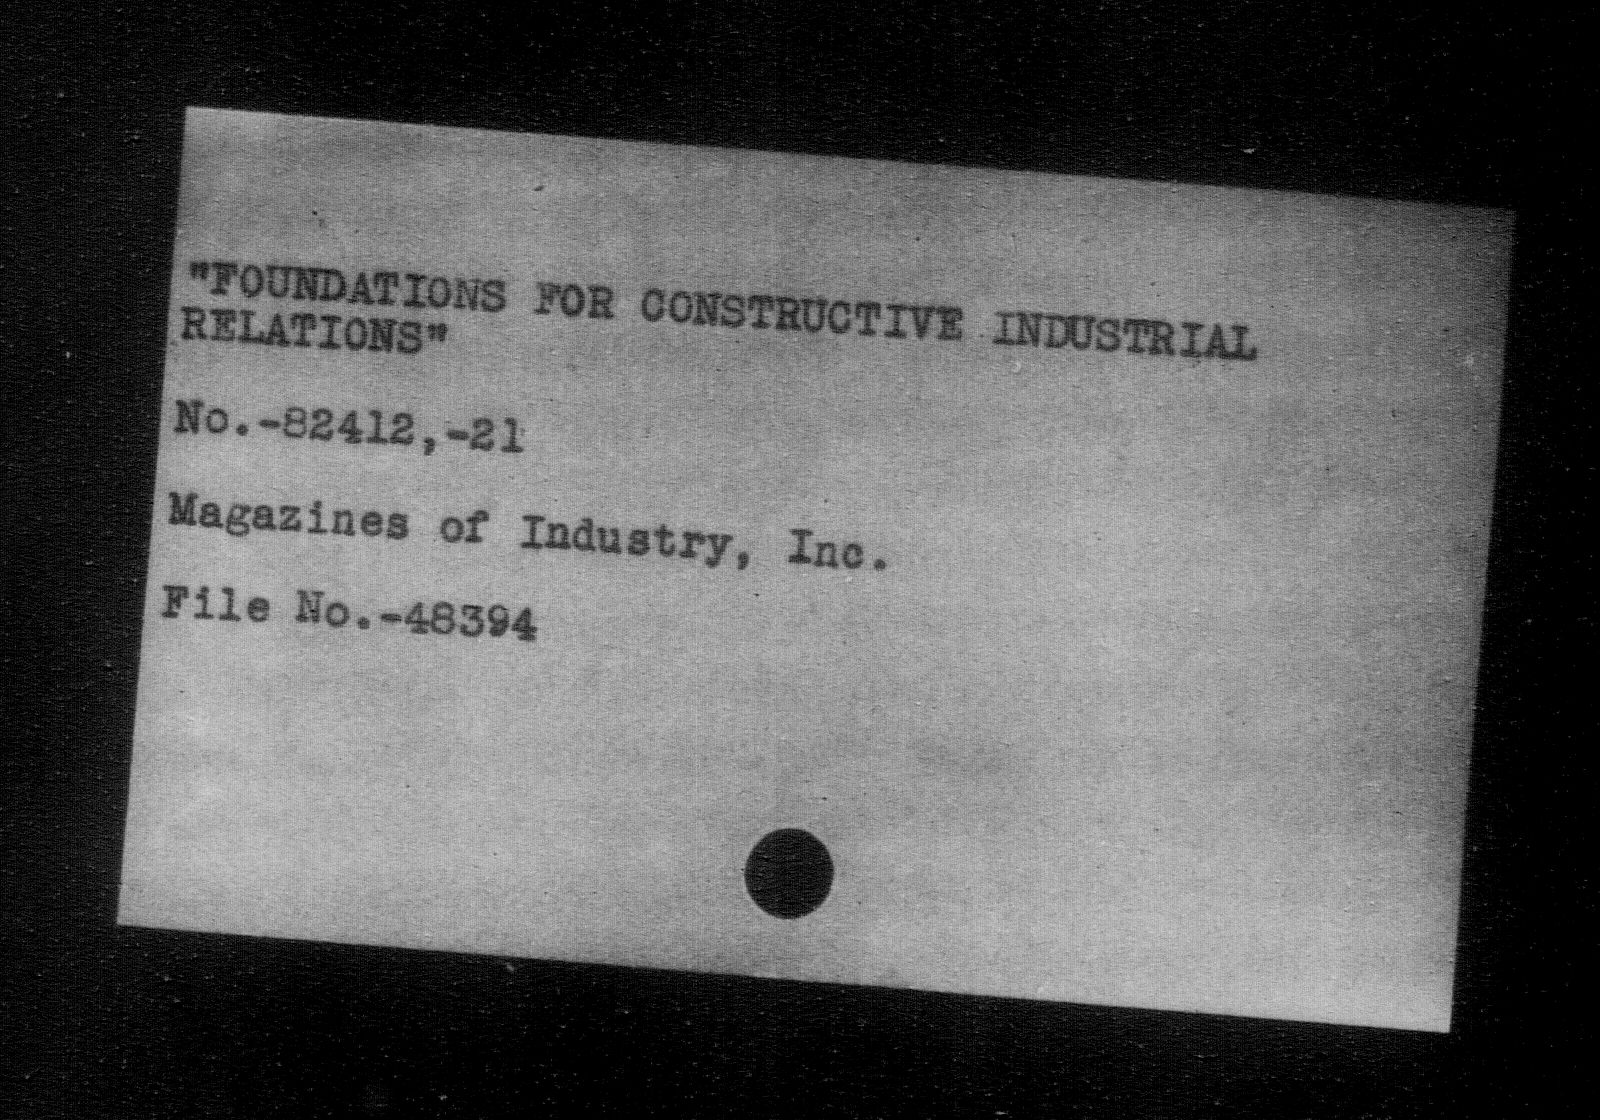 "FOUNDATIONS FOR CONSTRUCTIVE INDUSTRIAL
RELATIONS"
No.-82412,-21
Magazines of Industry, Inc.
File No.-48394